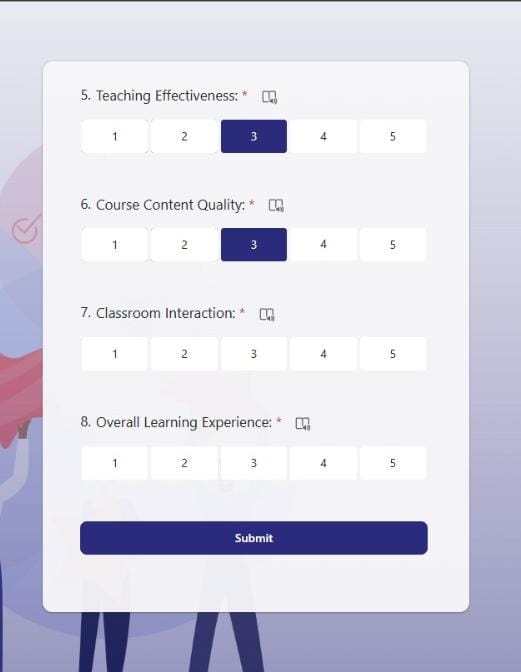 5. Teaching Effectiveness: *
1 2 3 4 5
6. Course Content Quality: *
1 2 3 4 5
7. Classroom Interaction: *
1 2 3 4 5
8. Overall Learning Experience: *
1 2 3 4 5
Submit